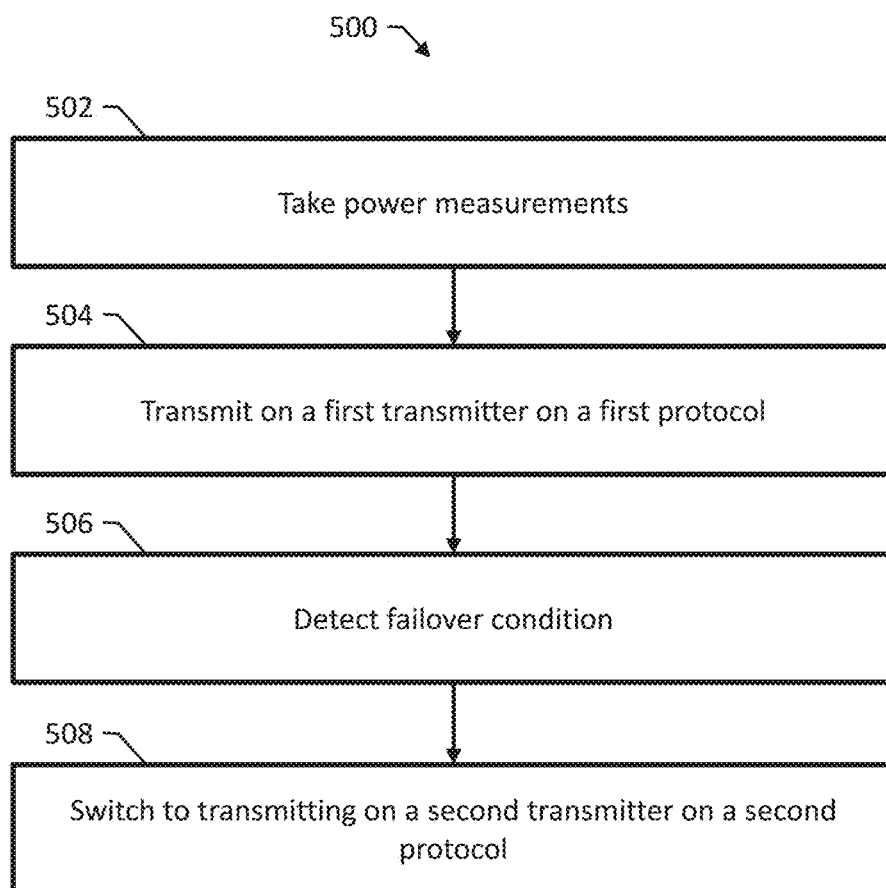 500
502
Take power measurements
504
Transmit on a first transmitter on a first protocol
506
Detect failover condition
508
Switch to transmitting on a second transmitter on a second
protocol